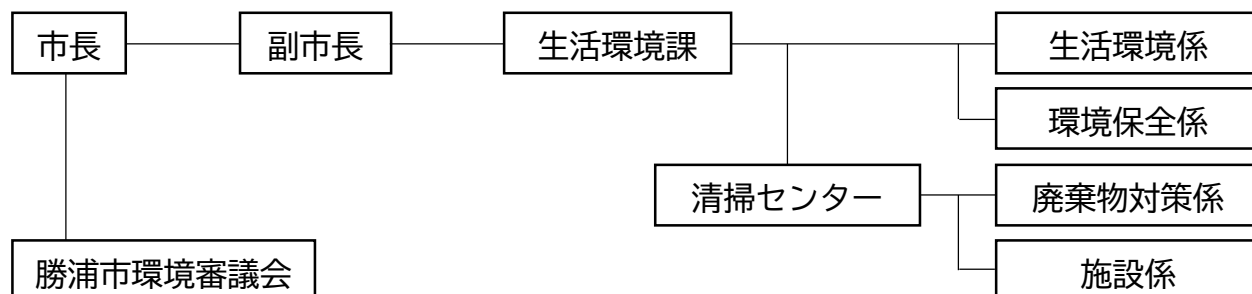 市長
副市長
生活環境課
生活環境係
環境保全係
清掃センター
廃棄物対策係
勝浦市環境審議会
施設係